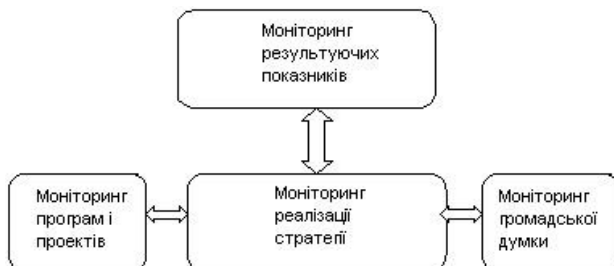 Моніторинг
результуючих
показників
Моніторинг
програм і
проектів
Моніторинг
реалізації
стратегії
Моніторинг
громадської
думки